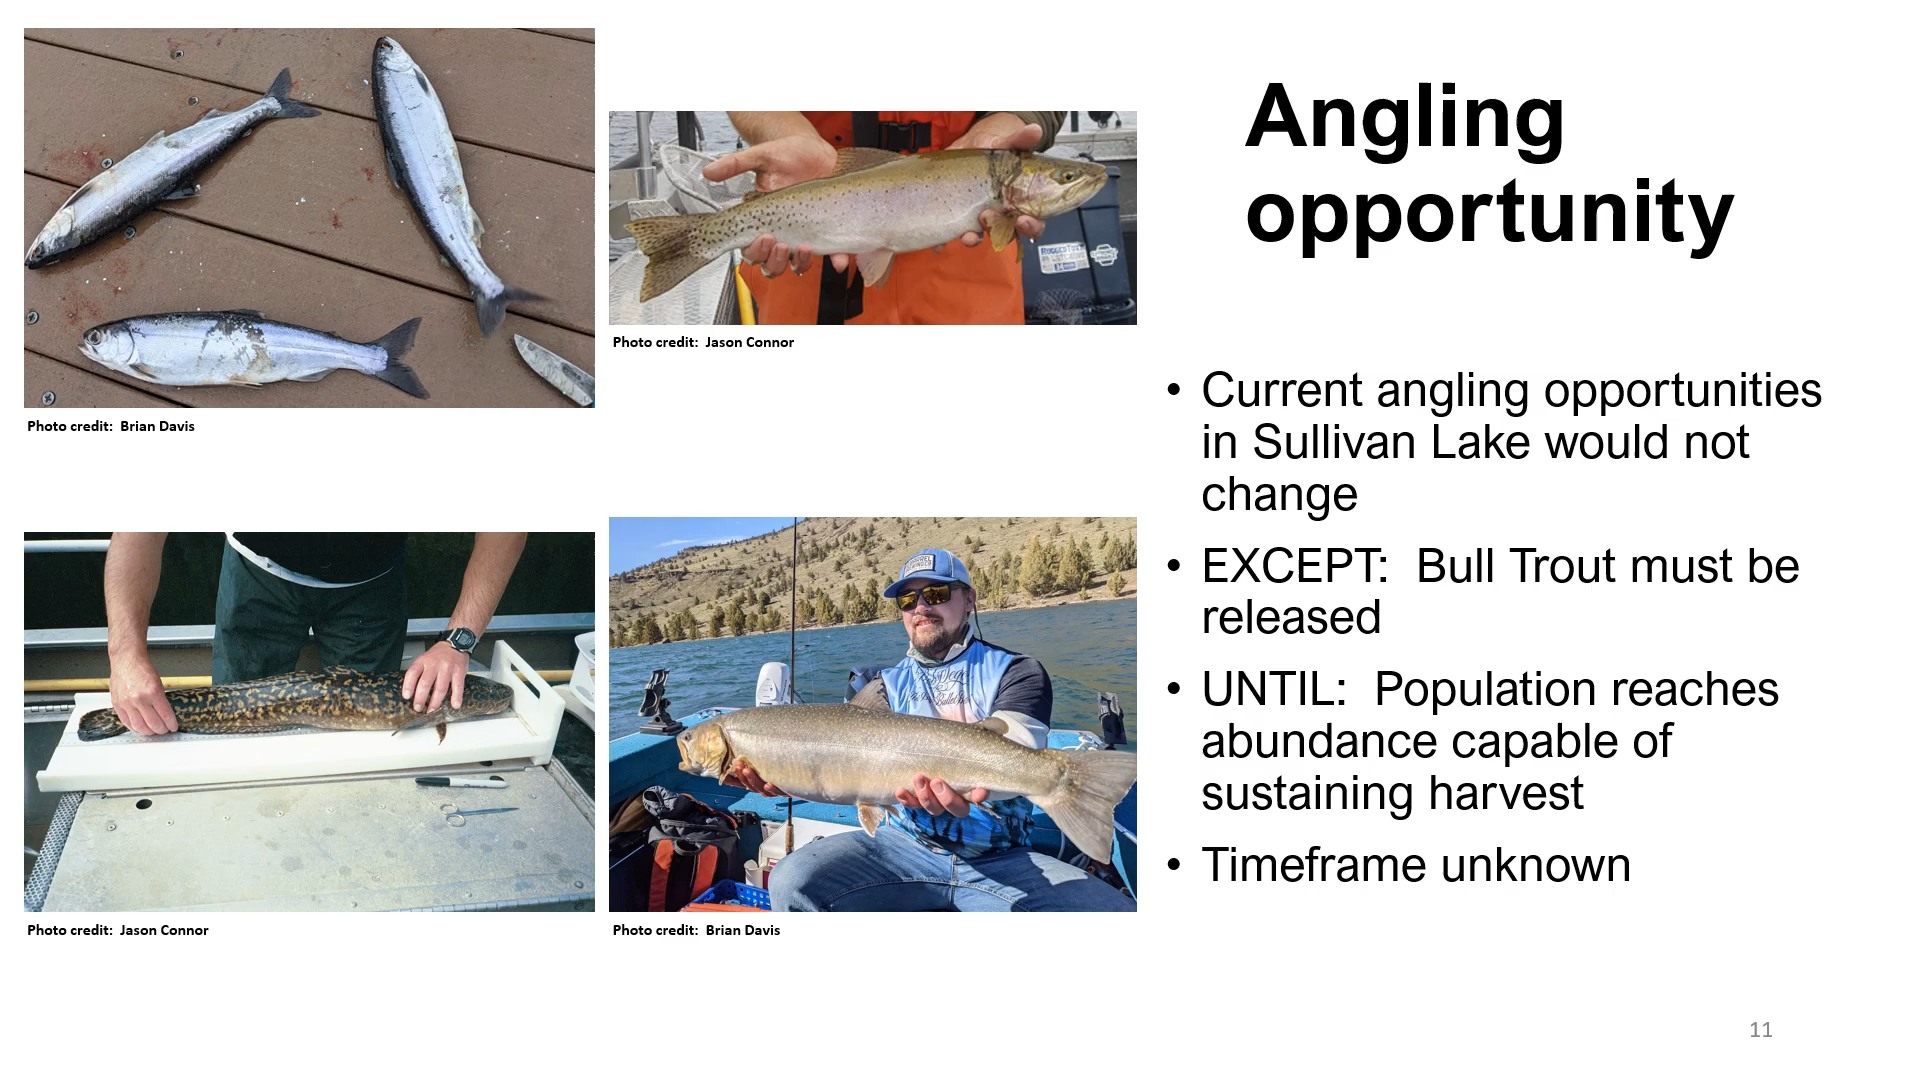 Angling
opportunity
Photo credit:  Jason Connor
Photo credit:  Brian Davis
• Current angling opportunities
in Sullivan Lake would not
change
• EXCEPT:  Bull Trout must be
released
• UNTIL:  Population reaches
abundance capable of
sustaining harvest
• Timeframe unknown
Photo credit:  Jason Connor
Photo credit:  Brian Davis
11